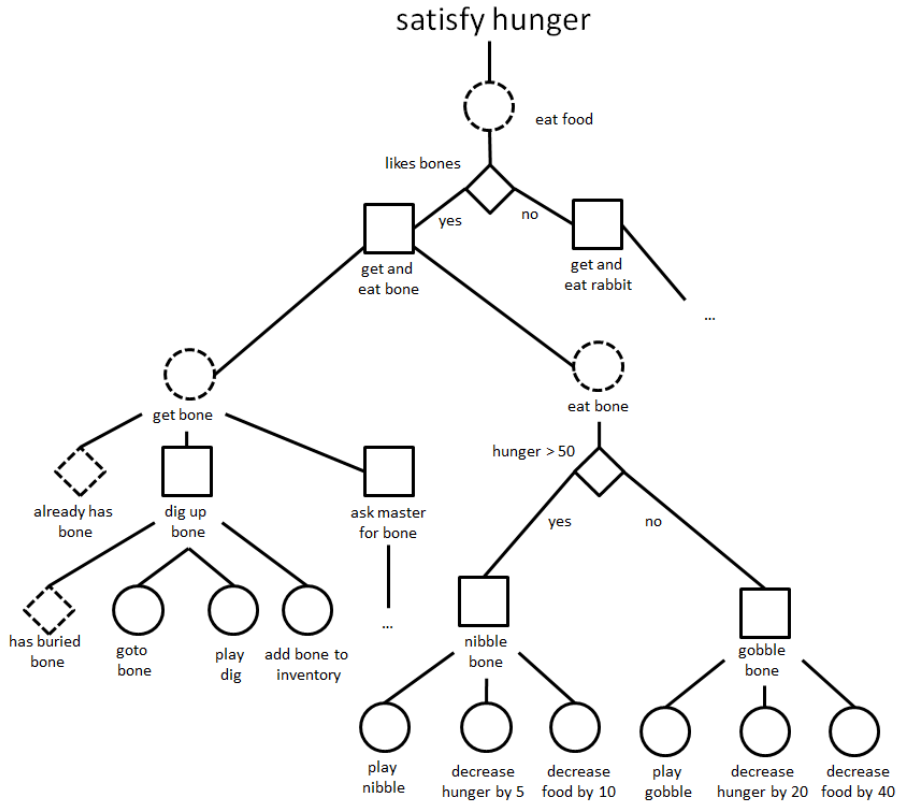 satisfy hunger
eat food
likes bones
yes
no
get and
eat bone
get and
eat rabbit
...
get bone
eat bone
hunger > 50
already has
bone
dig up
bone
ask master
for bone
yes
no
...
has buried
bone
goto
bone
play
dig
add bone to
inventory
nibble
bone
gobble
bone
play
nibble
decrease
hunger by 5
decrease
food by 10
play
gobble
decrease
hunger by 20
decrease
food by 40